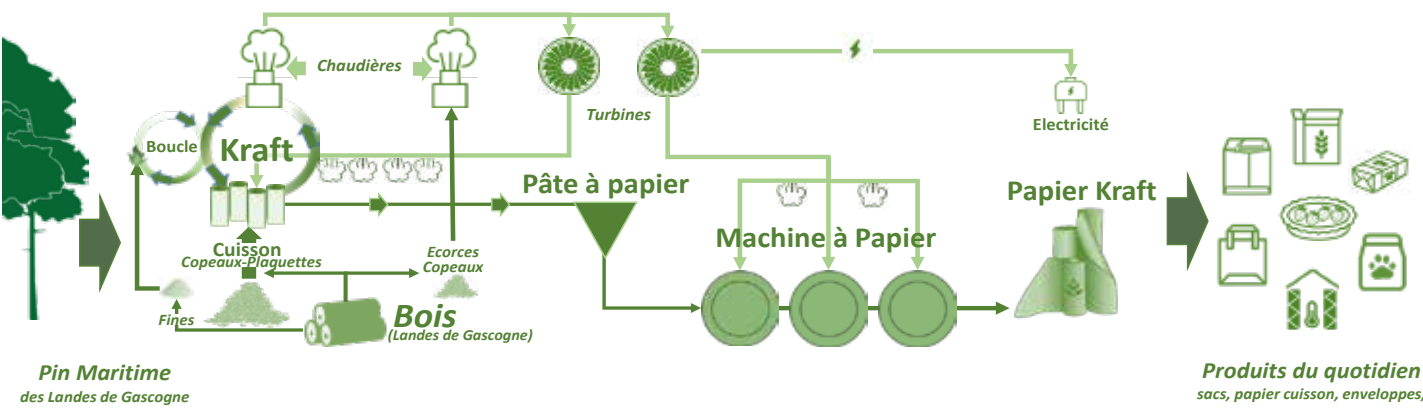 Chaudières
Turbines
Electricité
Boucle
Kraft
Pâte à papier
Papier Kraft
Machine à Papier
Cuisson
Copeaux-Plaquettes
Ecorces
Copeaux
Fines
Bois
(Landes de Gascogne)
Pin Maritime
des Landes de Gascogne
Produits du quotidien
sacs, papier cuisson, enveloppes,